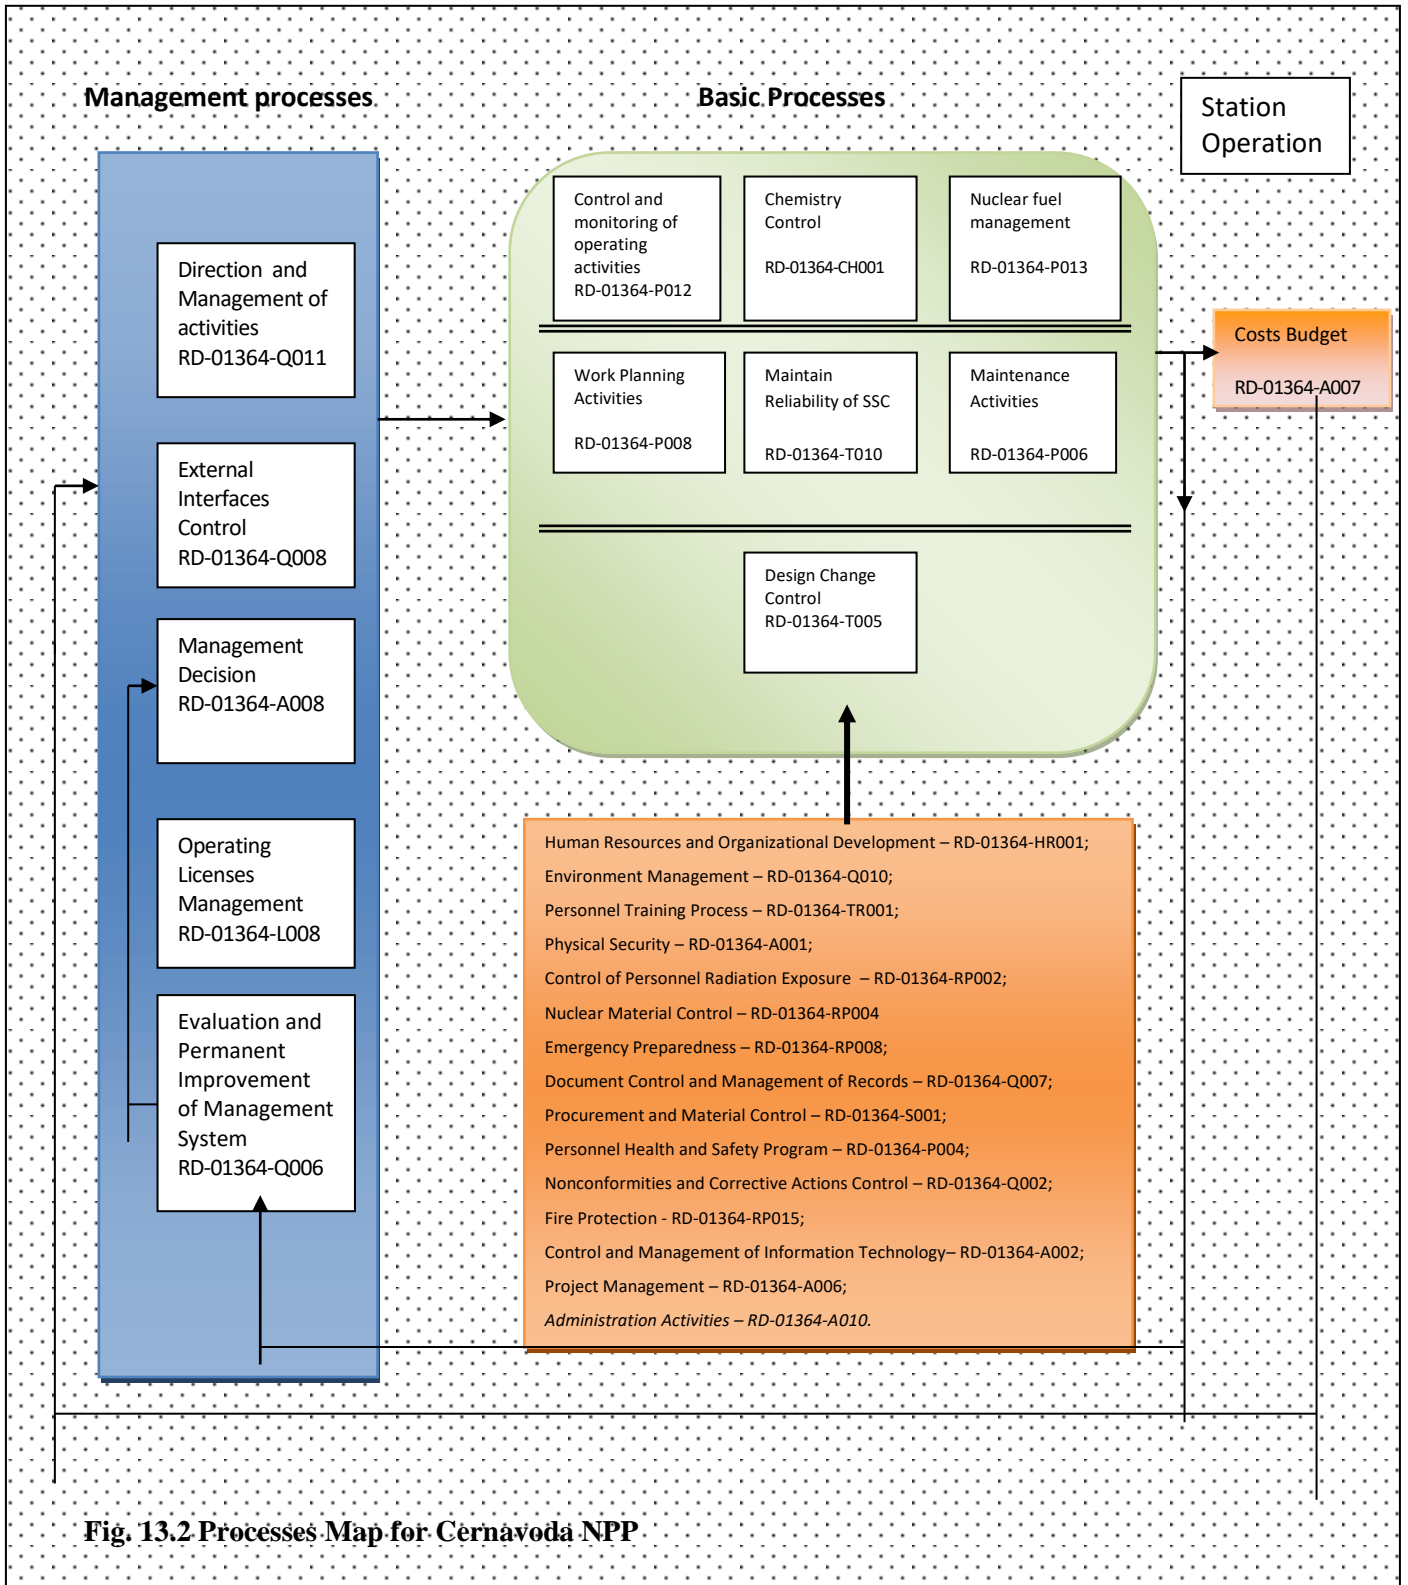 Management processes
Basic Processes
Station
Operation
Direction and
Management of
activities
RD-01364-Q011
External
Interfaces
Control
RD-01364-Q008
Management
Decision
RD-01364-A008
Operating
Licenses
Management
RD-01364-L008
Evaluation and
Permanent
Improvement
of Management
System
RD-01364-Q006
Control and
monitoring of
operating
activities
RD-01364-P012
Chemistry
Control
RD-01364-CH001
Nuclear fuel
management
RD-01364-P013
Work Planning
Activities
RD-01364-P008
Maintain
Reliability of SSC
RD-01364-T010
Maintenance
Activities
RD-01364-P006
Design Change
Control
RD-01364-T005
Costs Budget
RD-01364-A007
Human Resources and Organizational Development – RD-01364-HR001;
Environment Management – RD-01364-Q010;
Personnel Training Process – RD-01364-TR001;
Physical Security – RD-01364-A001;
Control of Personnel Radiation Exposure – RD-01364-RP002;
Nuclear Material Control – RD-01364-RP004
Emergency Preparedness – RD-01364-RP008;
Document Control and Management of Records – RD-01364-Q007;
Procurement and Material Control – RD-01364-S001;
Personnel Health and Safety Program – RD-01364-P004;
Nonconformities and Corrective Actions Control – RD-01364-Q002;
Fire Protection - RD-01364-RP015;
Control and Management of Information Technology– RD-01364-A002;
Project Management – RD-01364-A006;
Administration Activities – RD-01364-A010.
Fig. 13.2 Processes Map for Cernavoda NPP